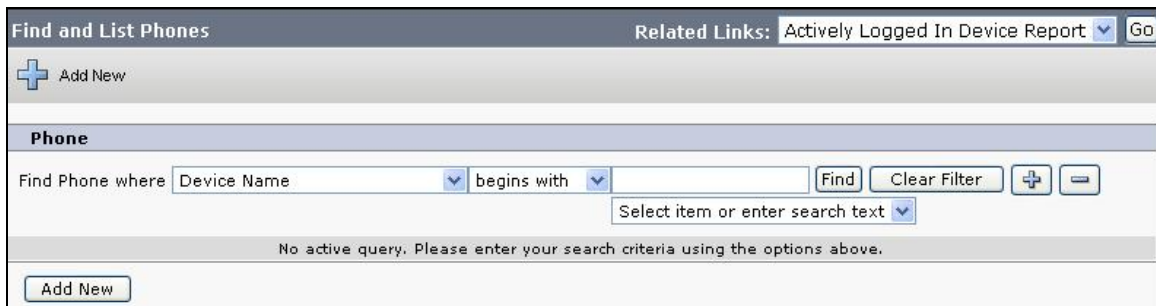 Find and List Phones Related Links: Actively Logged In Device Report Go
Add New
Phone
Find Phone where Device Name begins with Find Clear Filter
Select item or enter search text
No active query. Please enter your search criteria using the options above.
Add New